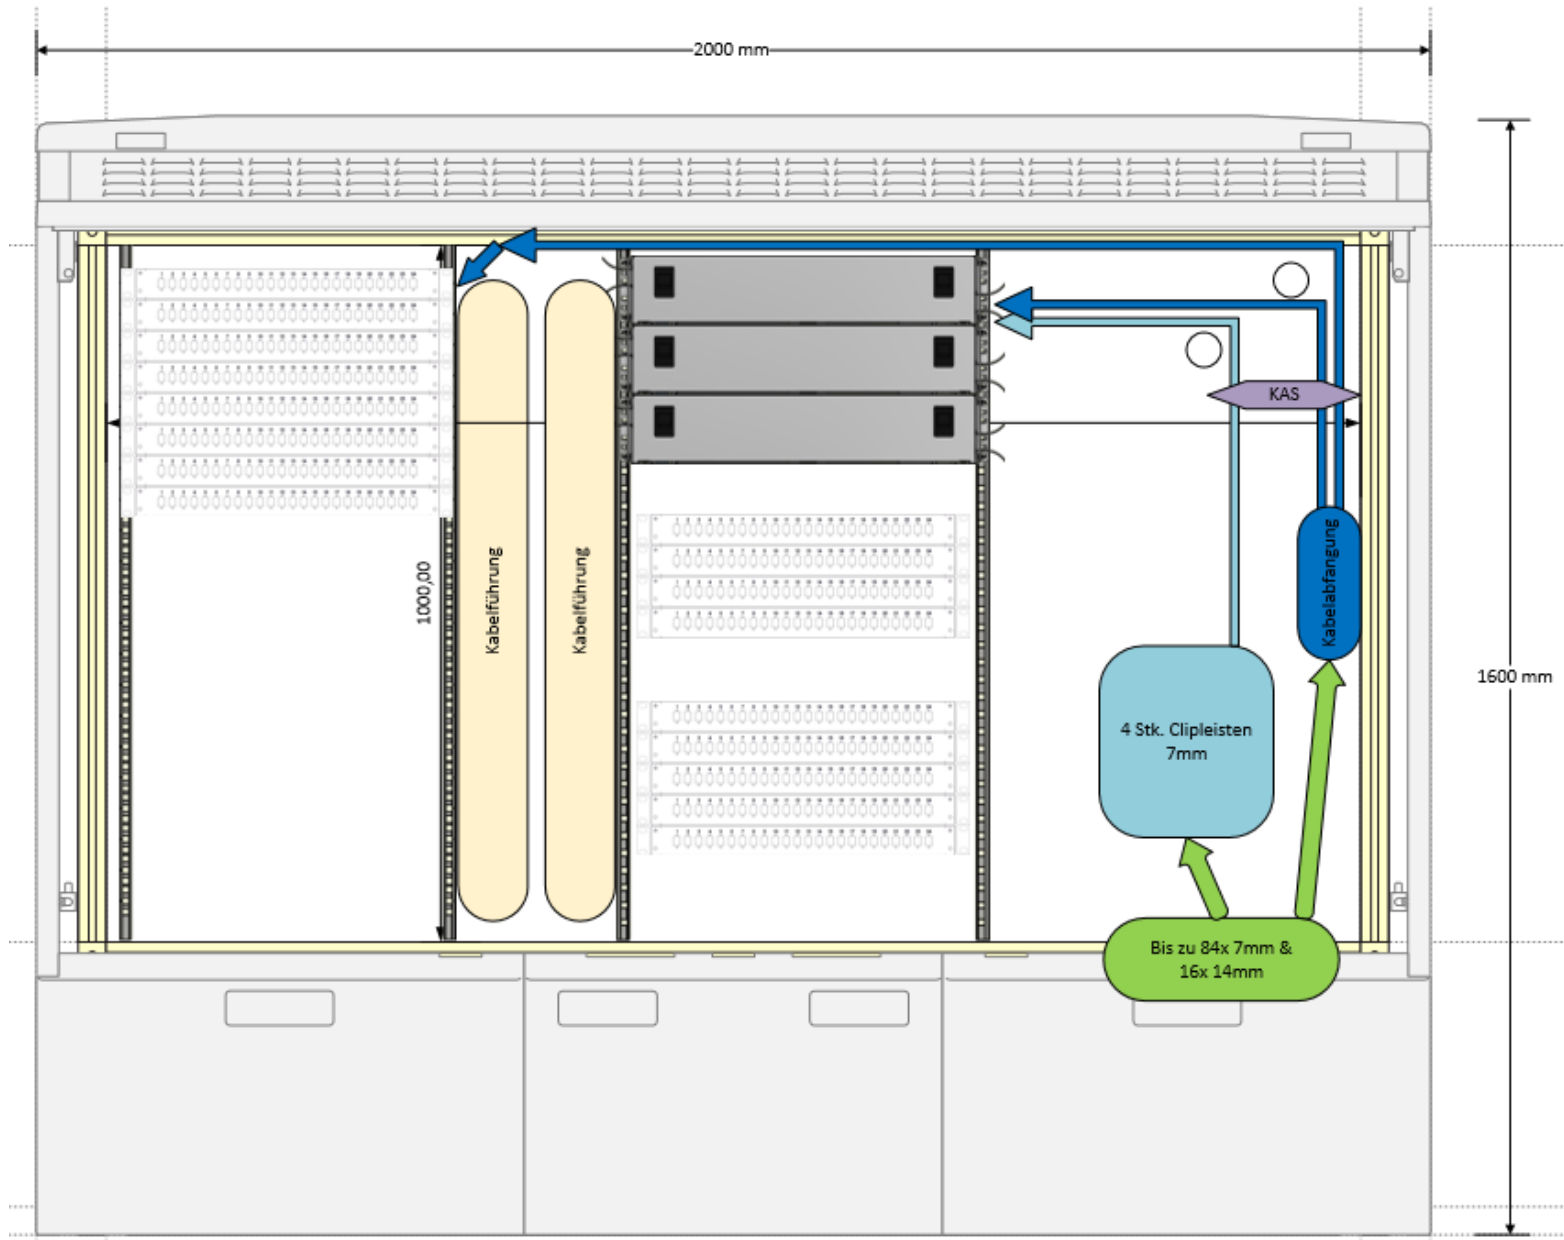 2000 mm
KAS
1000,00
Kabelführung
Kabelführung
Kabelabfangung
1600 mm
4 Stk. Clipleisten
7mm
Bis zu 84x 7mm &
16x 14mm